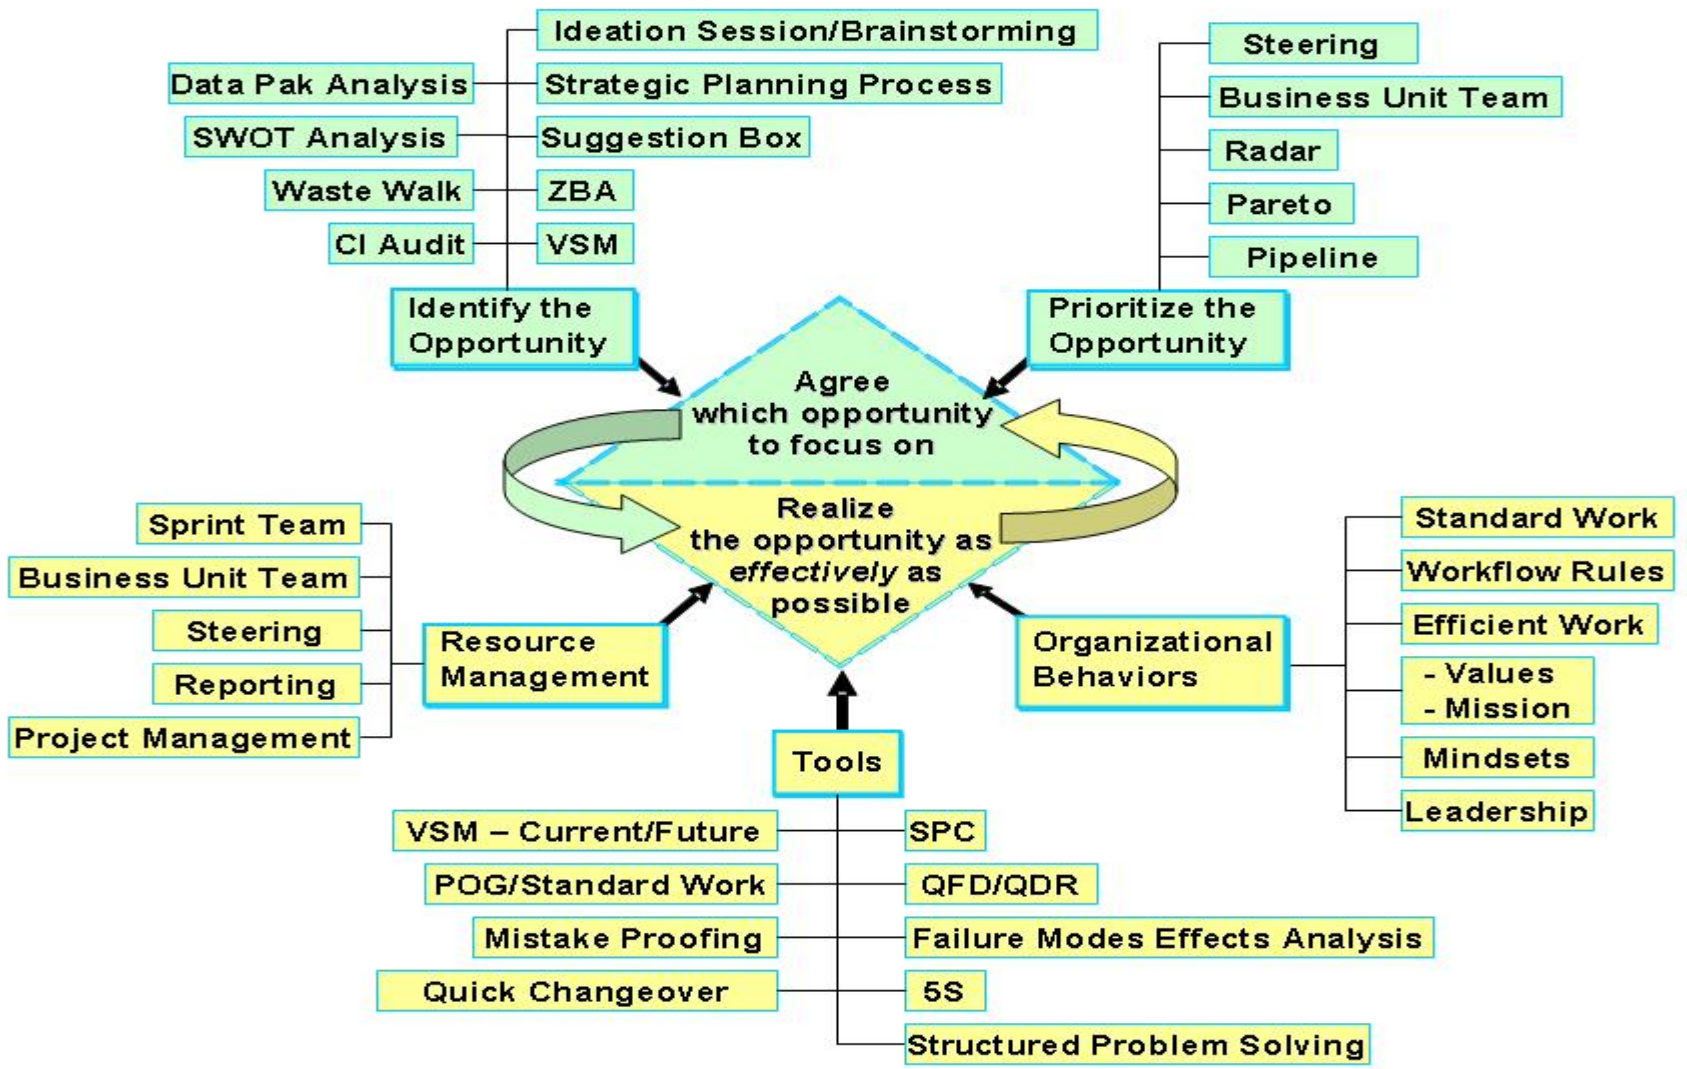 Ideation Session/Brainstorming
Data Pak Analysis
Strategic Planning Process
SWOT Analysis
Suggestion Box
Waste Walk
ZBA
CI Audit
VSM
Identify the
Opportunity
Steering
Business Unit Team
Radar
Pareto
Pipeline
Prioritize the
Opportunity
Agree
which opportunity
to focus on
Realize
the opportunity as
effectively as
possible
Sprint Team
Business Unit Team
Steering
Reporting
Project Management
Resource
Management
Organizational
Behaviors
Standard Work
Workflow Rules
Efficient Work
- Values
- Mission
Mindsets
Leadership
Tools
VSM – Current/Future
SPC
POG/Standard Work
QFD/QDR
Mistake Proofing
Failure Modes Effects Analysis
Quick Changeover
5S
Structured Problem Solving